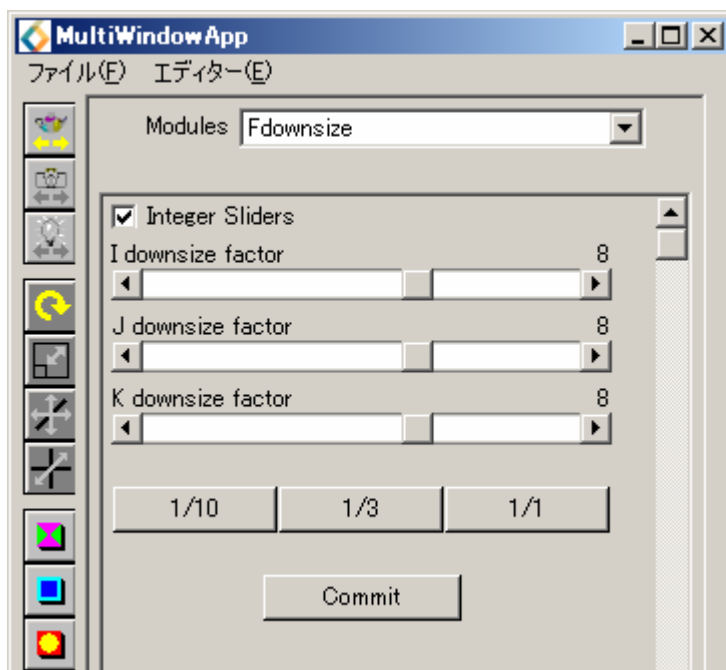 MultiWindowApp
ファイル(F) エディター(E)
Modules Fdownsize
Integer Sliders
I downsize factor 8
J downsize factor 8
K downsize factor 8
1/10 1/3 1/1
Commit